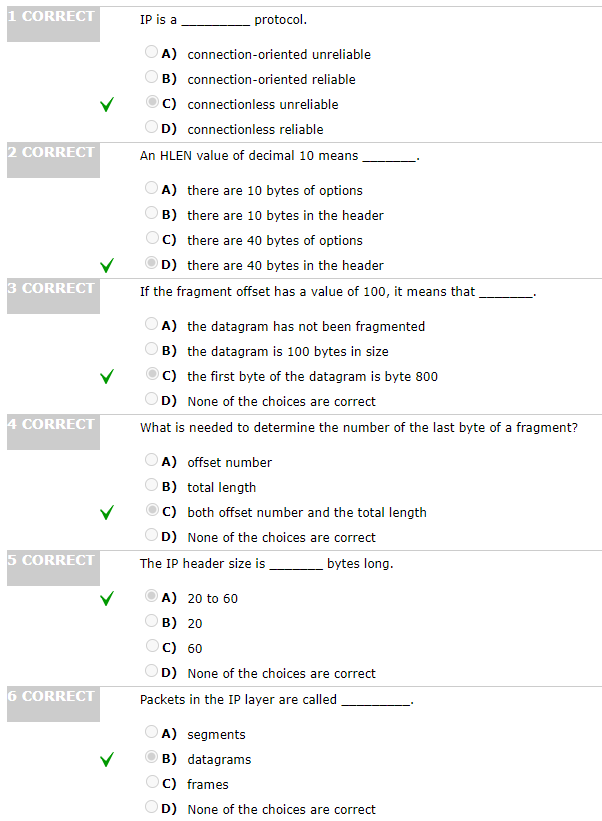 1 CORRECT
IP is a __________ protocol.
A) connection-oriented unreliable
B) connection-oriented reliable
C) connectionless unreliable
D) connectionless reliable
2 CORRECT
An HLEN value of decimal 10 means ________.
A) there are 10 bytes of options
B) there are 10 bytes in the header
C) there are 40 bytes of options
D) there are 40 bytes in the header
3 CORRECT
If the fragment offset has a value of 100, it means that ________.
A) the datagram has not been fragmented
B) the datagram is 100 bytes in size
C) the first byte of the datagram is byte 800
D) None of the choices are correct
4 CORRECT
What is needed to determine the number of the last byte of a fragment?
A) offset number
B) total length
C) both offset number and the total length
D) None of the choices are correct
5 CORRECT
The IP header size is ________ bytes long.
A) 20 to 60
B) 20
C) 60
D) None of the choices are correct
6 CORRECT
Packets in the IP layer are called __________.
A) segments
B) datagrams
C) frames
D) None of the choices are correct